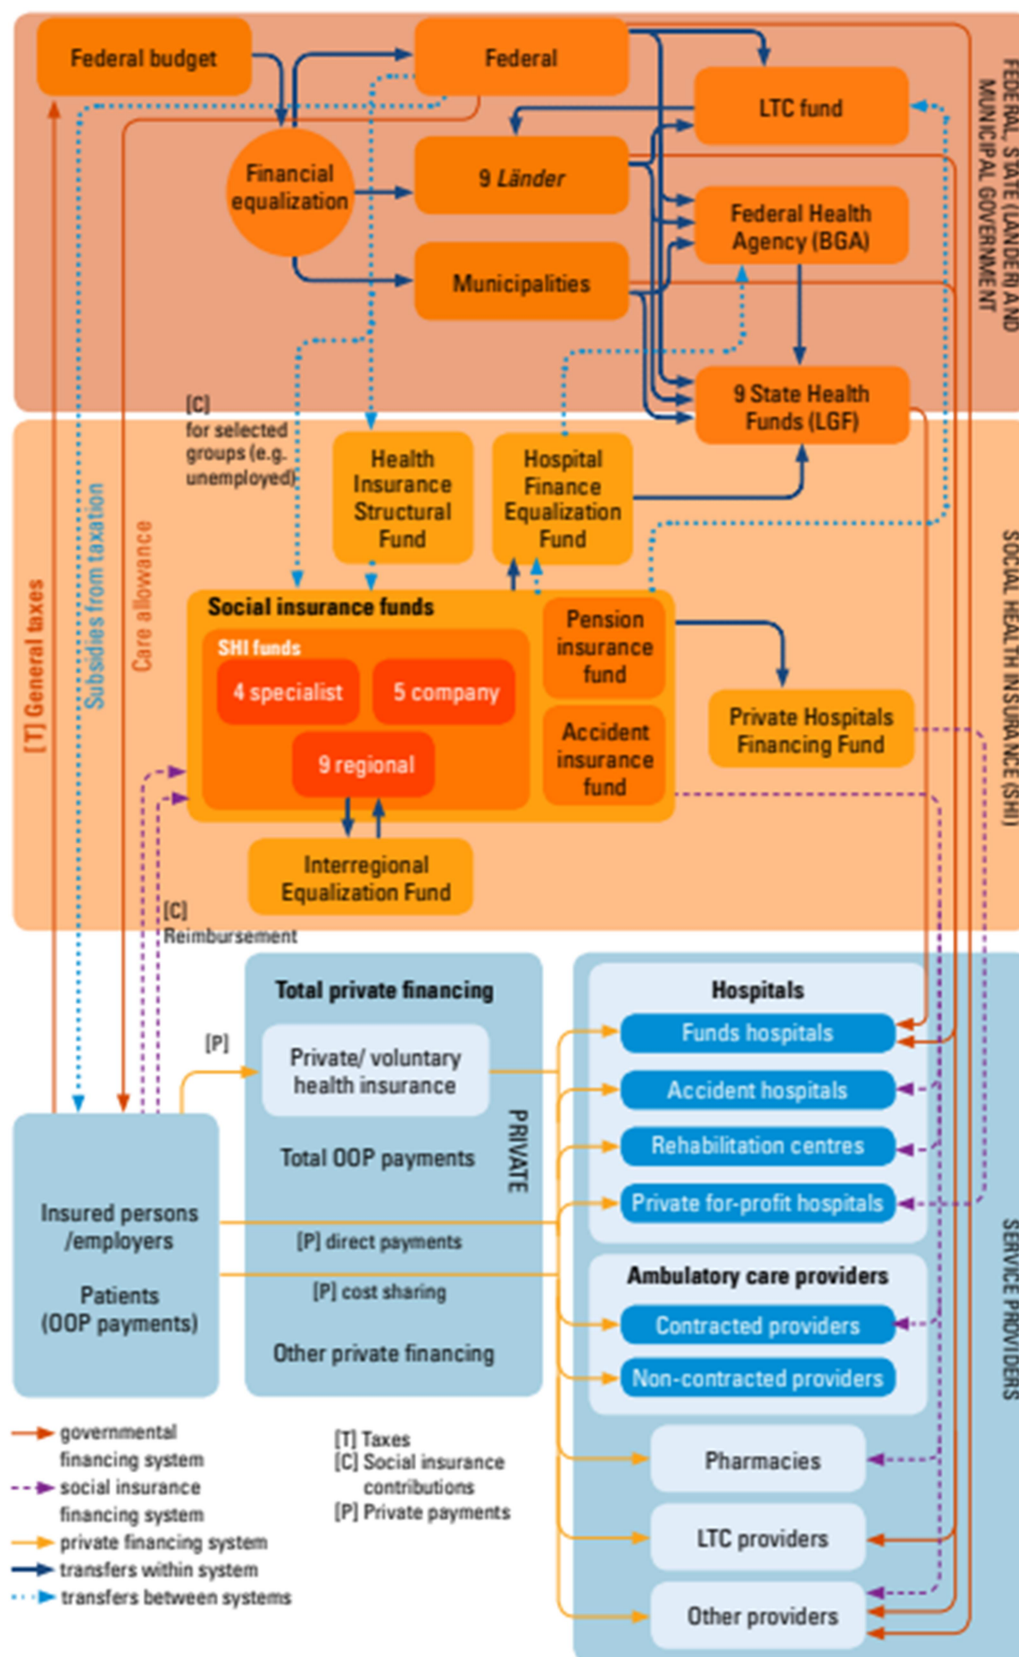 Federal budget
Federal
LTC fund
Financial
equalization
9 Länder
Federal Health
Agency (BGA)
Municipalities
9 State Health
Funds (LGF)
FEDERAL, STATE (LANDER) AND
MUNICIPAL GOVERNMENT
[C]
for selected
groups (e.g.
unemployed)
Health
Insurance
Structural
Fund
Hospital
Finance
Equalization
Fund
[T] General taxes
Subsidies from taxation
Care allowance
Social insurance funds
SHI funds
4 specialist
5 company
9 regional
Pension
insurance
fund
Accident
insurance
fund
Private Hospitals
Financing Fund
Interregional
Equalization Fund
SOCIAL HEALTH INSURANCE (SHI)
[C]
Reimbursement
Total private financing
[P]
Private/ voluntary
health insurance
Total OOP payments
PRIVATE
[P] direct payments
[P] cost sharing
Other private financing
Insured persons
/employers
Patients
(OOP payments)
Hospitals
Funds hospitals
Accident hospitals
Rehabilitation centres
Private for-profit hospitals
Ambulatory care providers
Contracted providers
Non-contracted providers
Pharmacies
LTC providers
Other providers
SERVICE PROVIDERS
governmental
financing system
social insurance
financing system
private financing system
transfers within system
transfers between systems
[T] Taxes
[C] Social insurance
contributions
[P] Private payments